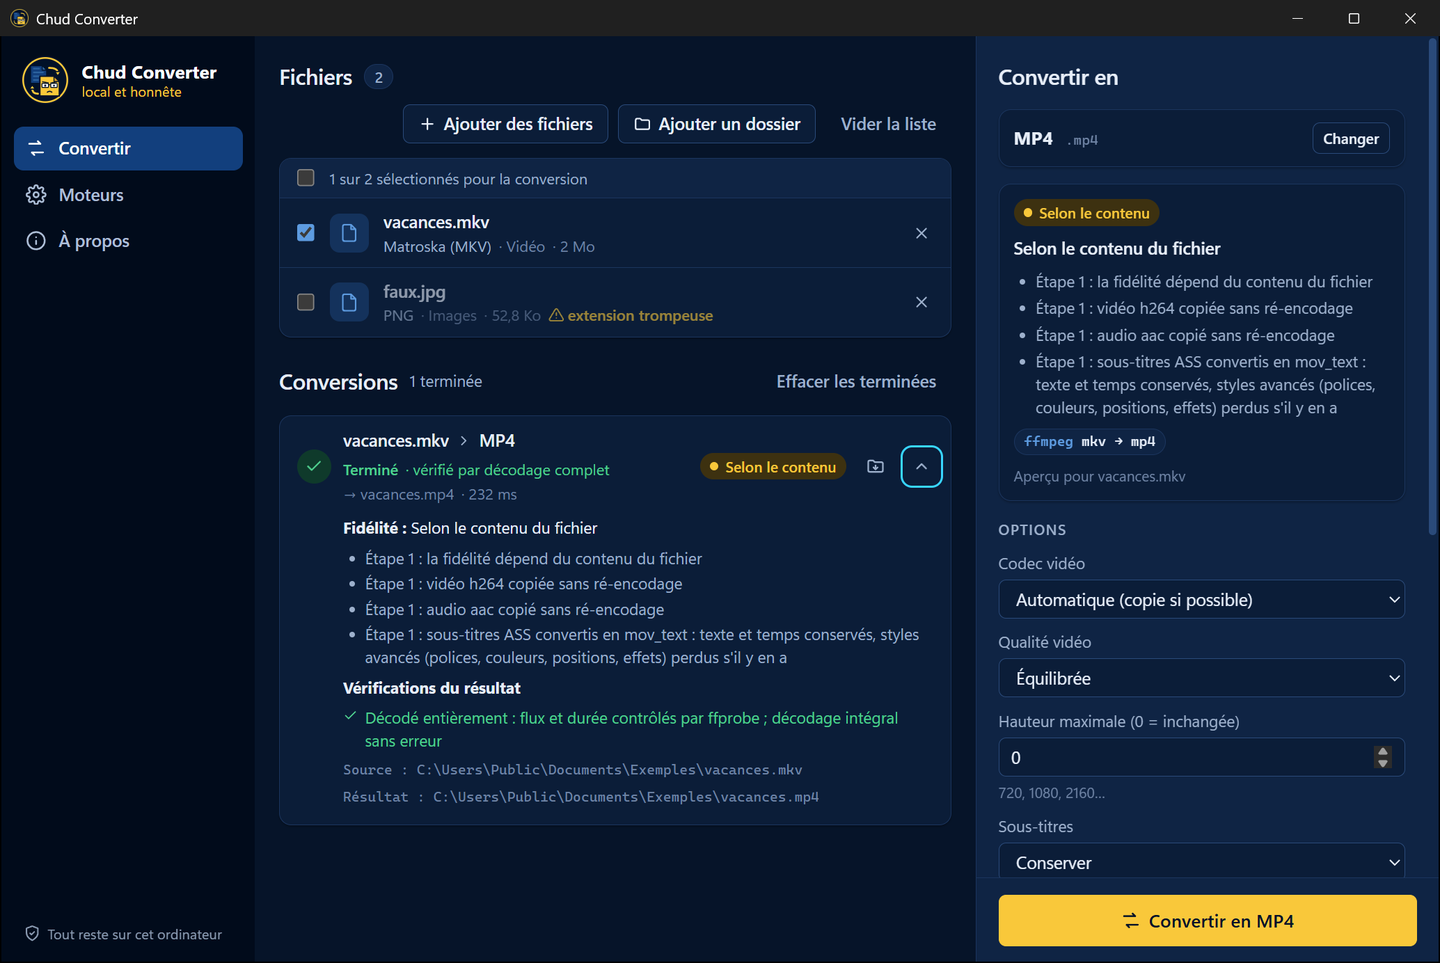 Chud Converter
Chud Converter
local et honnête
Convertir
Moteurs
À propos
Tout reste sur cet ordinateur
Fichiers 2
Ajouter des fichiers
Ajouter un dossier
Vider la liste
1 sur 2 sélectionnés pour la conversion
vacances.mkv
Matroska (MKV) · Vidéo · 2 Mo
faux.jpg
PNG · Images · 52,8 Ko extension trompeuse
Conversions 1 terminée
Effacer les terminées
vacances.mkv > MP4
Terminé · vérifié par décodage complet
→ vacances.mp4 · 232 ms
Selon le contenu
Fidélité : Selon le contenu du fichier
• Étape 1 : la fidélité dépend du contenu du fichier
• Étape 1 : vidéo h264 copiée sans ré-encodage
• Étape 1 : audio aac copié sans ré-encodage
• Étape 1 : sous-titres ASS convertis en mov_text : texte et temps conservés, styles
avancés (polices, couleurs, positions, effets) perdus s'il y en a
Vérifications du résultat
Décodé entièrement : flux et durée contrôlés par ffprobe ; décodage intégral
sans erreur
Source : C:\Users\Public\Documents\Exemples\vacances.mkv
Résultat : C:\Users\Public\Documents\Exemples\vacances.mp4
Convertir en
MP4 .mp4
Changer
Selon le contenu
Selon le contenu du fichier
• Étape 1 : la fidélité dépend du contenu du fichier
• Étape 1 : vidéo h264 copiée sans ré-encodage
• Étape 1 : audio aac copié sans ré-encodage
• Étape 1 : sous-titres ASS convertis en mov_text :
texte et temps conservés, styles avancés (polices,
couleurs, positions, effets) perdus s'il y en a
ffmpeg mkv → mp4
Aperçu pour vacances.mkv
OPTIONS
Codec vidéo
Automatique (copie si possible)
Qualité vidéo
Équilibrée
Hauteur maximale (0 = inchangée)
0
720, 1080, 2160...
Sous-titres
Conserver
Convertir en MP4